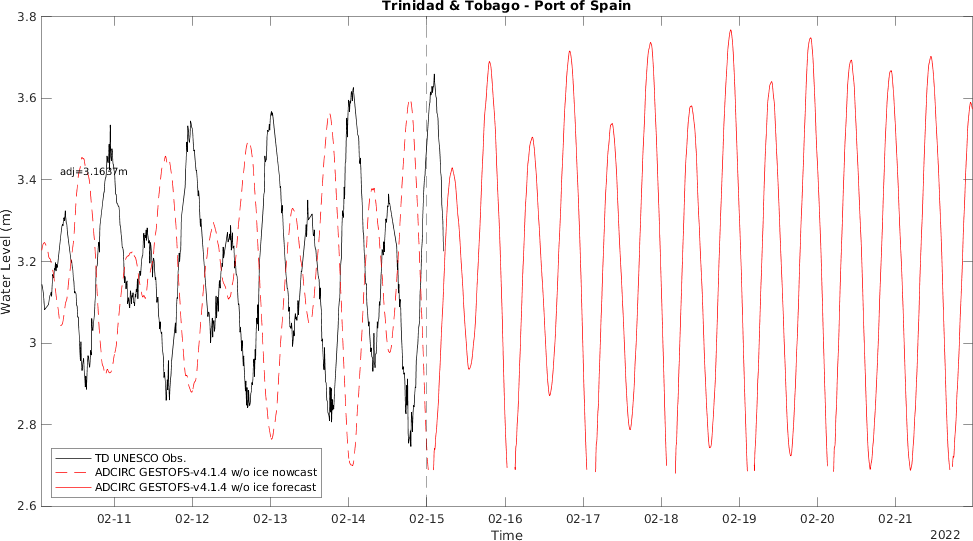 Trinidad & Tobago - Port of Spain
3.8
3.6
3.4
3.2
3
2.8
2.6
Water Level (m)
adj=3.1637m
TD UNESCO Obs.
ADCIRC GESTOFS-v4.1.4 w/o ice nowcast
ADCIRC GESTOFS-v4.1.4 w/o ice forecast
02-11 02-12 02-13 02-14 02-15 02-16 02-17 02-18 02-19 02-20 02-21
Time
2022